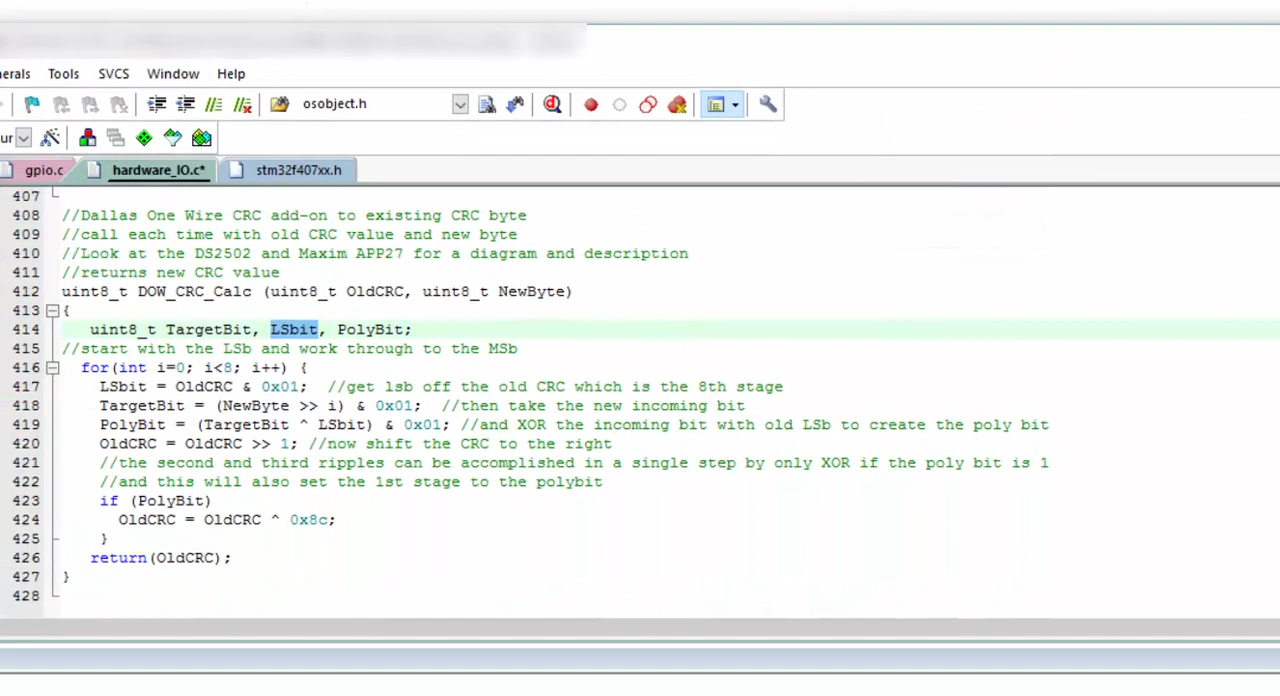 erals Tools SVCS Window Help
osobject.h
ur
gpio.c hardware_IO.c* stm32f407xx.h
407
408 //Dallas One Wire CRC add-on to existing CRC byte
409 //call each time with old CRC value and new byte
410 //Look at the DS2502 and Maxim APP27 for a diagram and description
411 //returns new CRC value
412 uint8_t DOW_CRC_Calc (uint8_t OldCRC, uint8_t NewByte)
413 {
414 uint8_t TargetBit, LSbit, PolyBit;
415 //start with the LSb and work through to the MSb
416 for(int i=0; i<8; i++) {
417 LSbit = OldCRC & 0x01; //get lsb off the old CRC which is the 8th stage
418 TargetBit = (NewByte >> i) & 0x01; //then take the new incoming bit
419 PolyBit = (TargetBit ^ LSbit) & 0x01; //and XOR the incoming bit with old LSb to create the poly bit
420 OldCRC = OldCRC >> 1; //now shift the CRC to the right
421 //the second and third ripples can be accomplished in a single step by only XOR if the poly bit is 1
422 //and this will also set the 1st stage to the polybit
423 if (PolyBit)
424 OldCRC = OldCRC ^ 0x8c;
425 }
426 return(OldCRC);
427 }
428